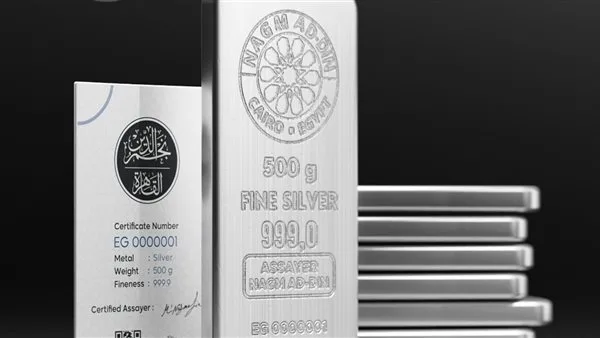 نجم الدين
القاهرة
Certificate Number
EG 0000001
Metal : Silver
Weight : 500 g
Fineness : 999.9
Certified Assayer :
NAGM AD-DIN
CAIRO • EGYPT
500 g
FINE SILVER
999,0
ASSAYER
NAGM AD-DIN
EG 0000001